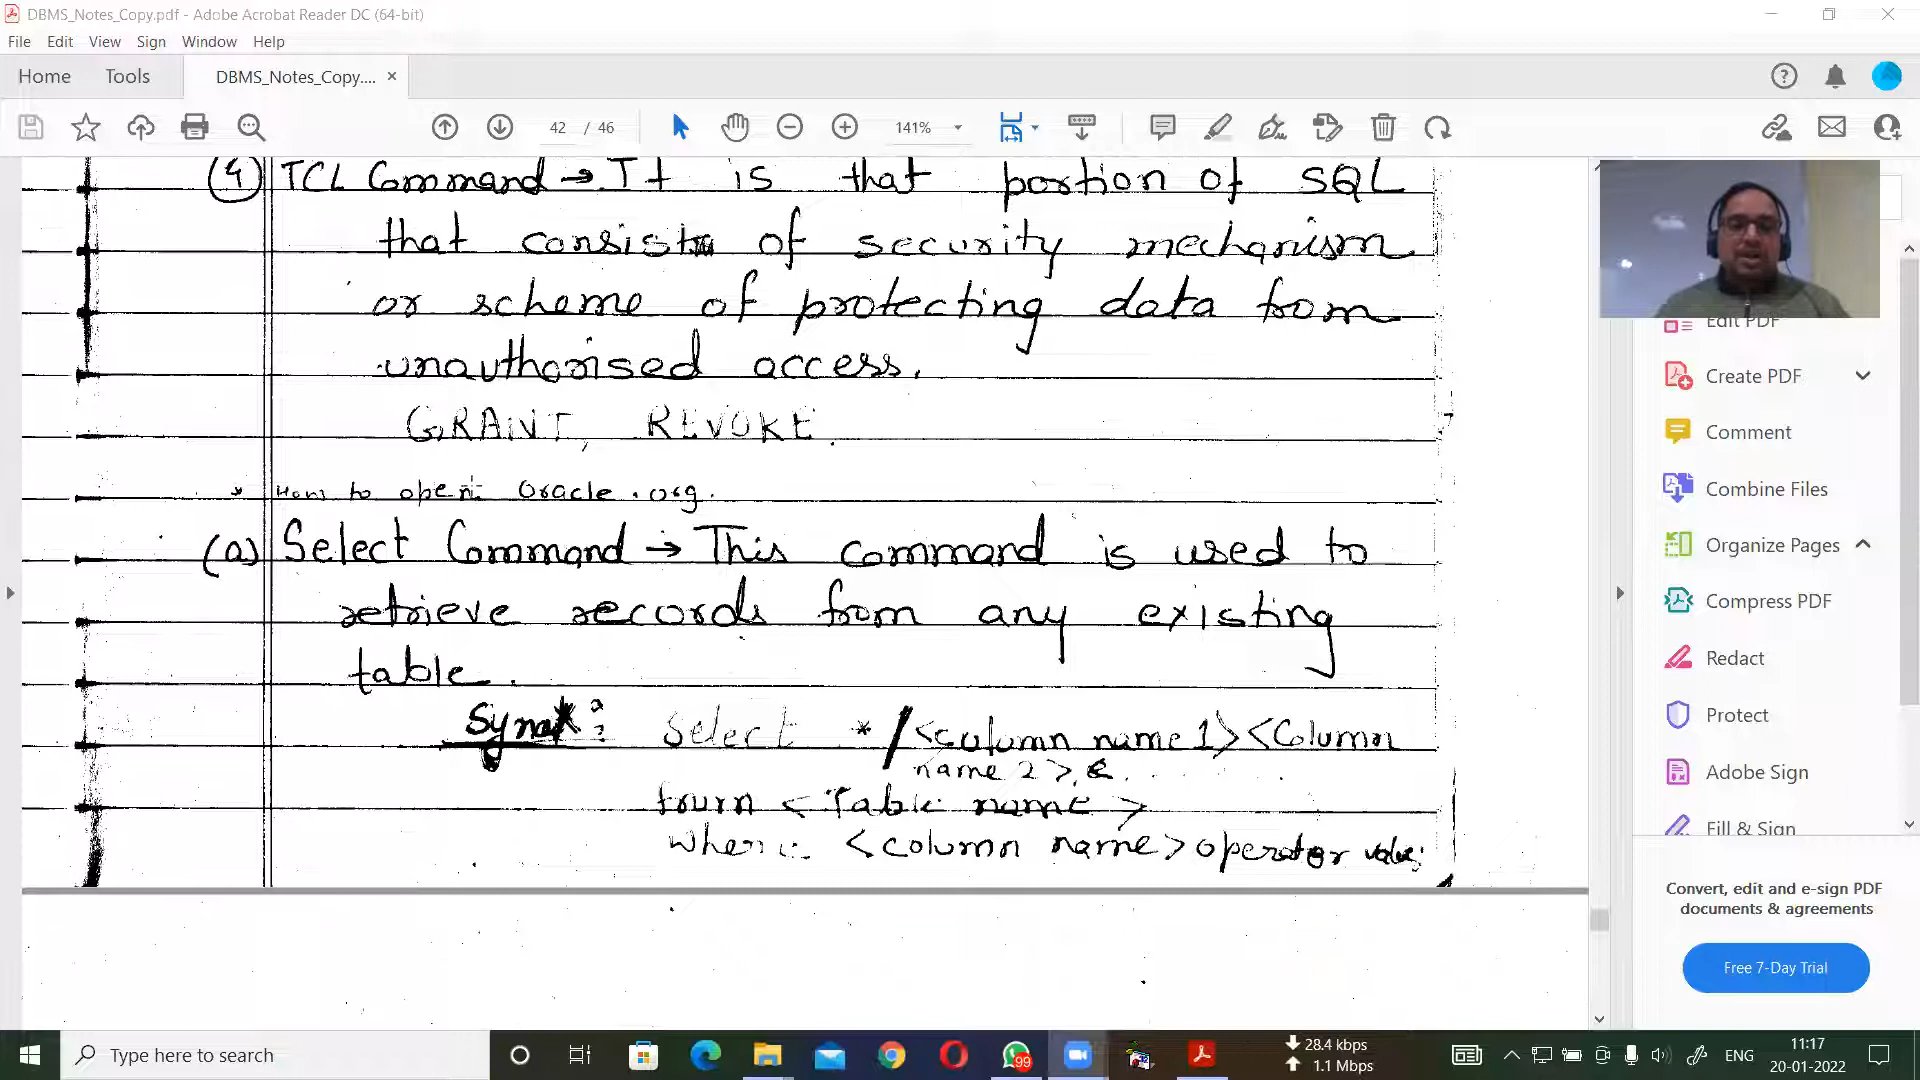 DBMS_Notes_Copy.pdf - Adobe Acrobat Reader DC (64-bit)
File Edit View Sign Window Help
Home Tools DBMS_Notes_Copy.... ×
42 / 46 141%
(4) TCL Command → It is that portion of SQL
that consists of security mechanism
or scheme of protecting data from
unauthorised access.
GRANT, REVOKE.
* How to open oracle.org.
(a) Select Command → This command is used to
retrieve records from any existing
table.
Select * / <column name 1> <Column
name 2>,
from <Table name>
where <column name> operator value;
Edit PDF
Create PDF
Comment
Combine Files
Organize Pages
Compress PDF
Redact
Protect
Adobe Sign
Fill & Sign
Convert, edit and e-sign PDF
documents & agreements
Free 7-Day Trial
Type here to search
99
28.4 kbps
1.1 Mbps
ENG
11:17
20-01-2022